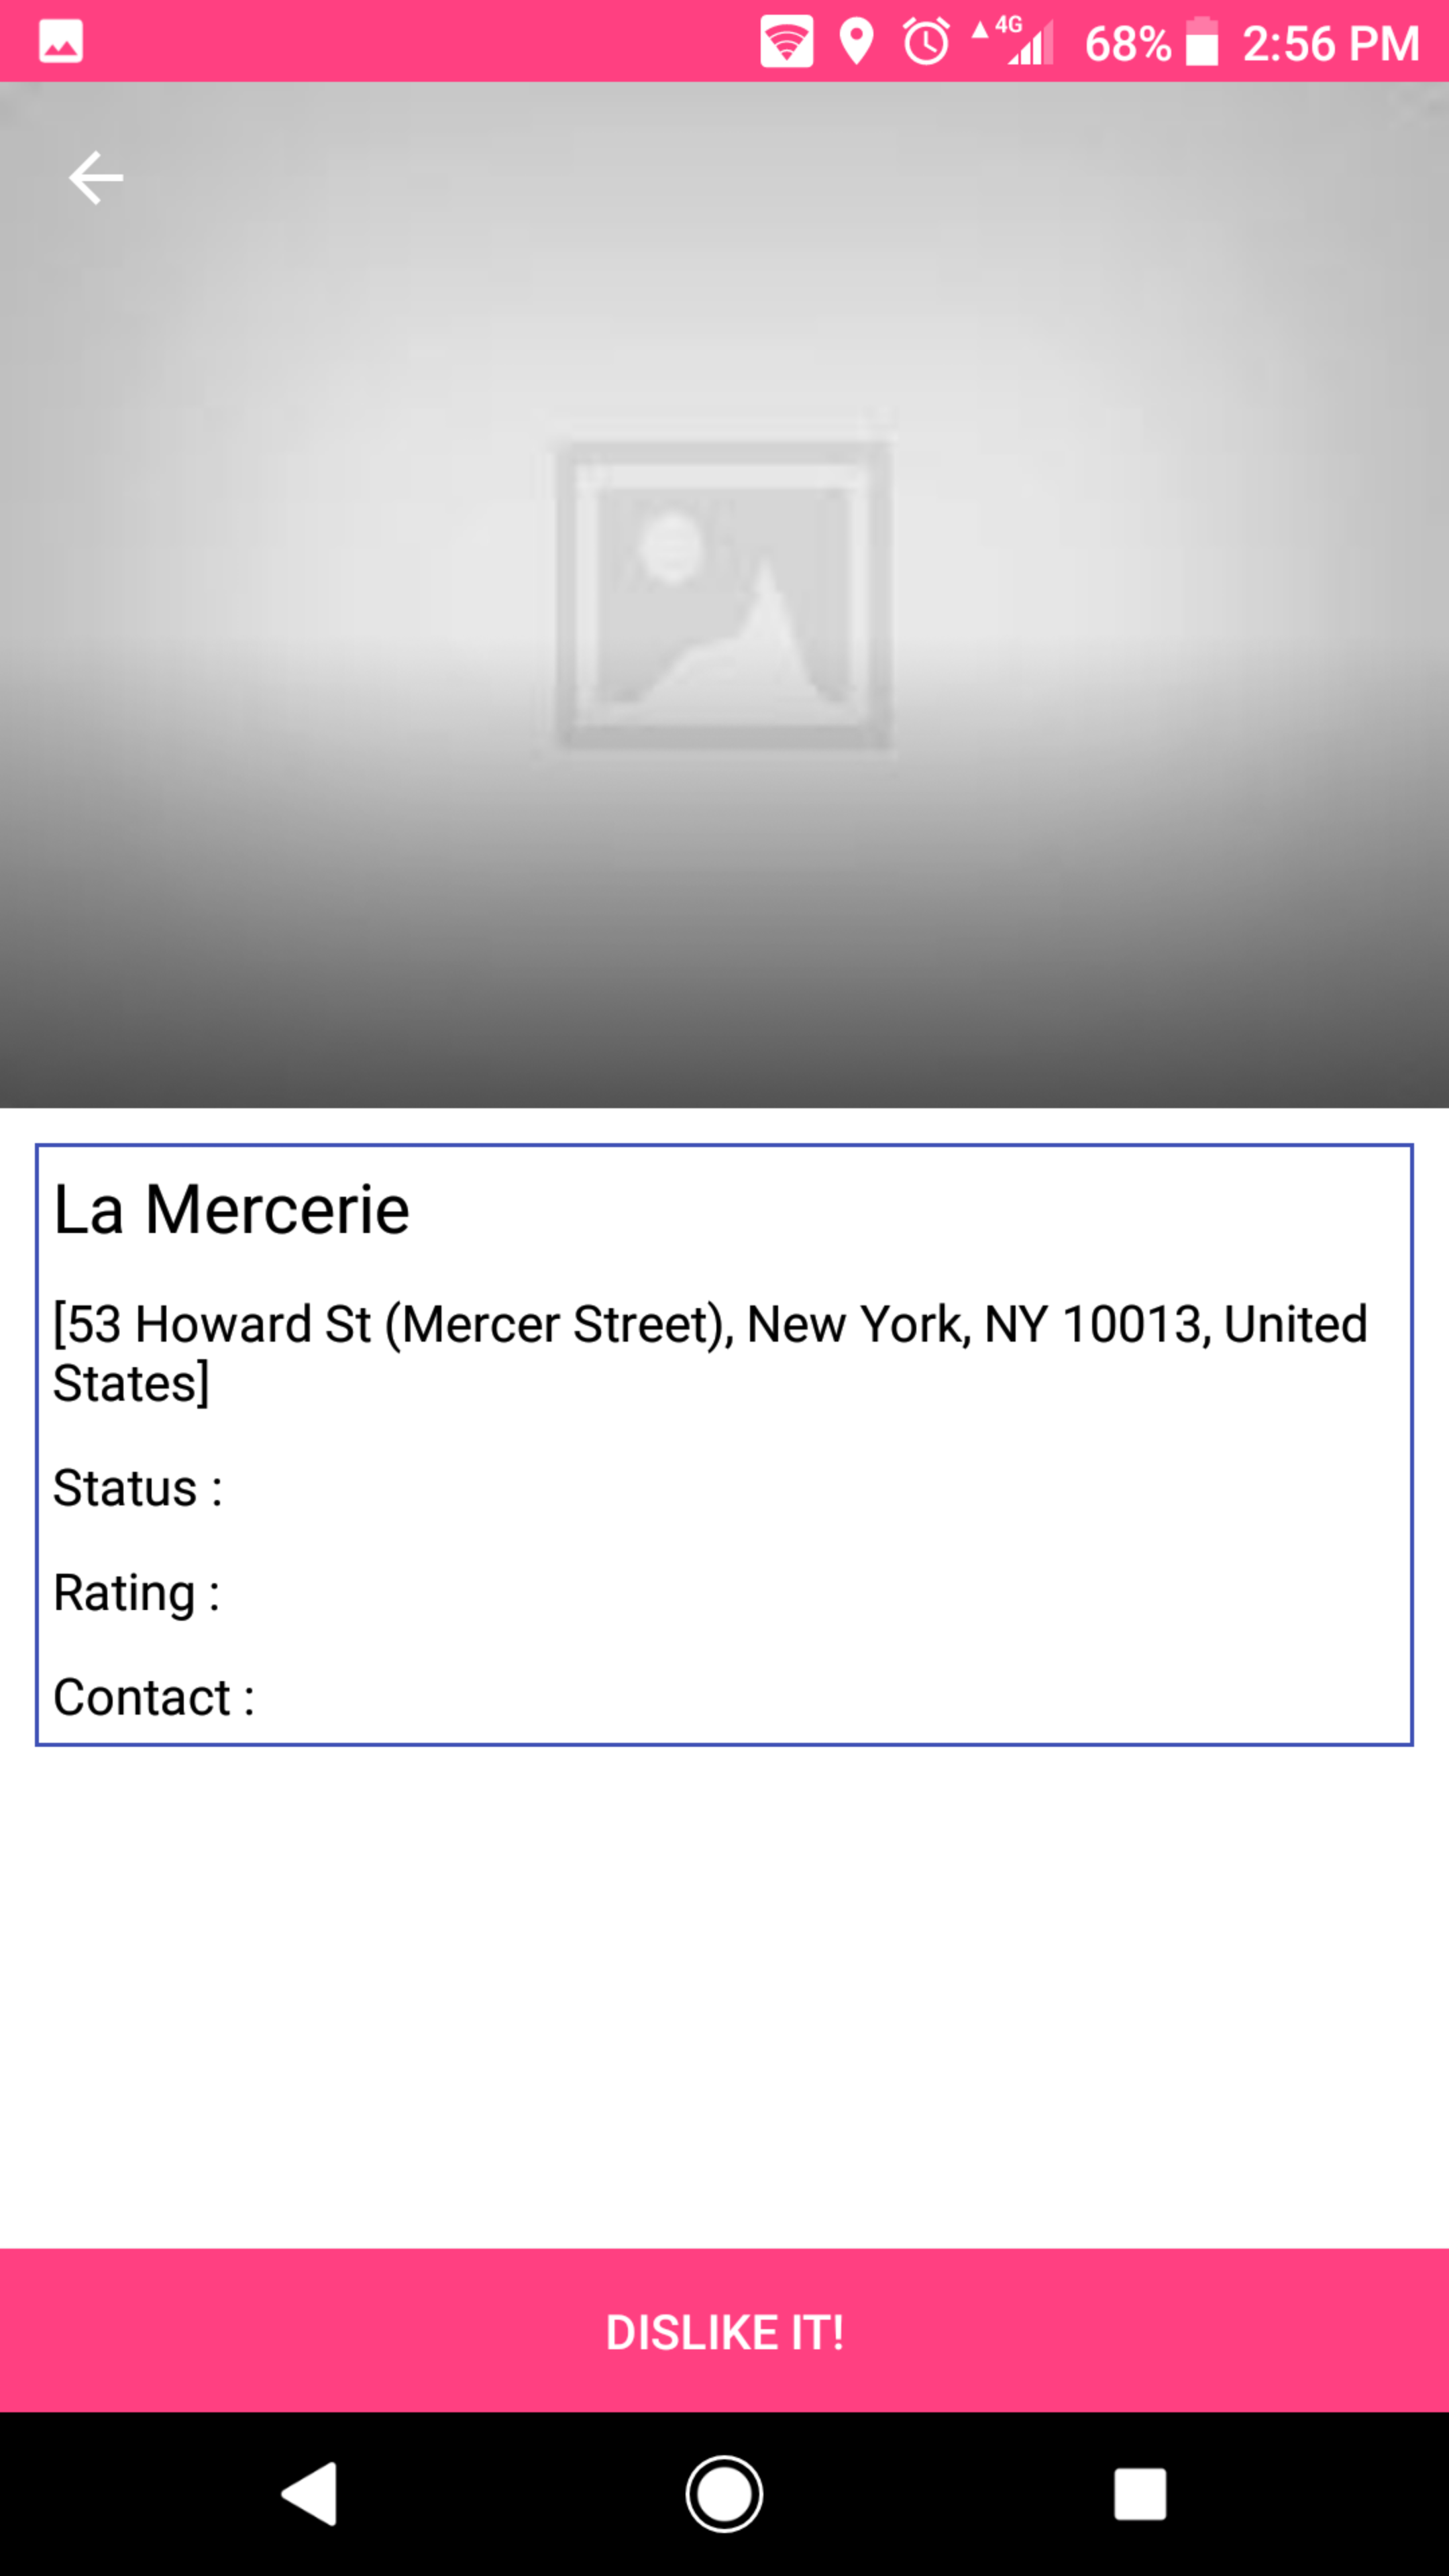 4G 68% 2:56 PM
La Mercerie
[53 Howard St (Mercer Street), New York, NY 10013, United
States]
Status :
Rating :
Contact :
DISLIKE IT!